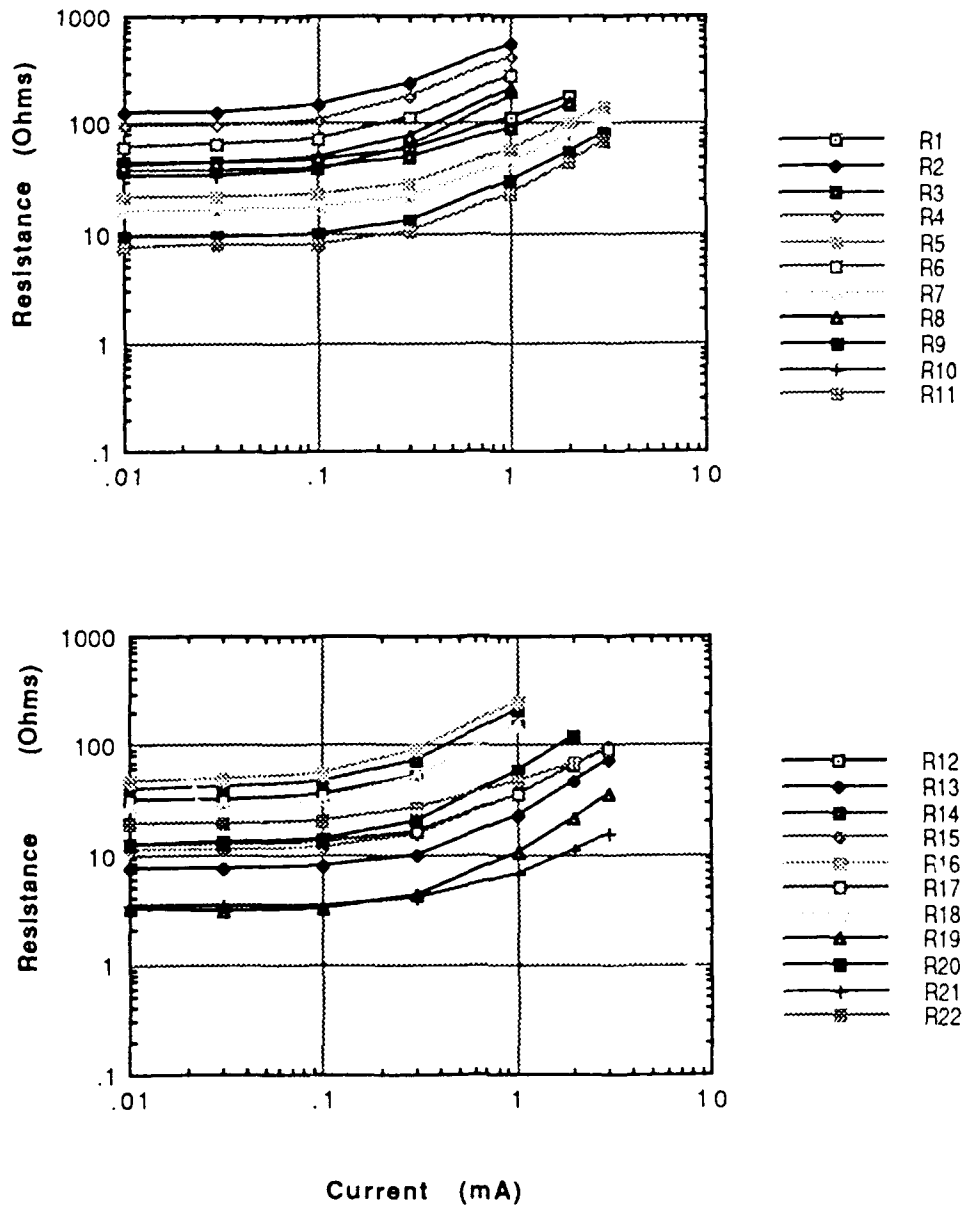 1000
100
10
1
.1
Resistance (Ohms)
.01
.1
1
10
R1
R2
R3
R4
R5
R6
R7
R8
R9
R10
R11
1000
100
10
1
.1
Resistance (Ohms)
.01
.1
1
10
R12
R13
R14
R15
R16
R17
R18
R19
R20
R21
R22
Current (mA)